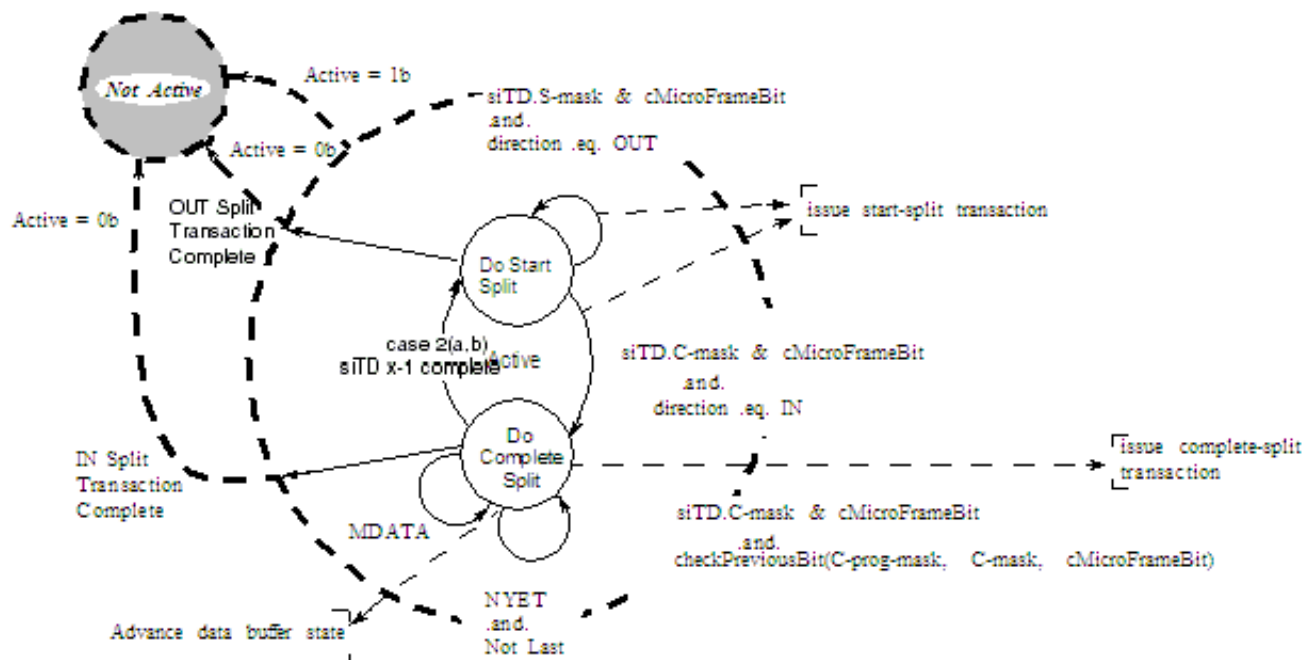 Not Active
Active = 1b
siTD.S-mask & cMicroFrameBit
.and.
direction .eq. OUT
Active = 0b
Active = 0b
OUT Split
Transaction
Complete
issue start-split transaction
Do Start
Split
case 2(a,b)
siTD x-1 complete
Active
siTD.C-mask & cMicroFrameBit
.and.
direction .eq. IN
Do
Complete
Split
issue complete-split
transaction
IN Split
Transaction
Complete
MDATA
siTD.C-mask & cMicroFrameBit
.and.
checkPreviousBit(C-prog-mask, C-mask, cMicroFrameBit)
NYET
.and.
Not Last
Advance data buffer state